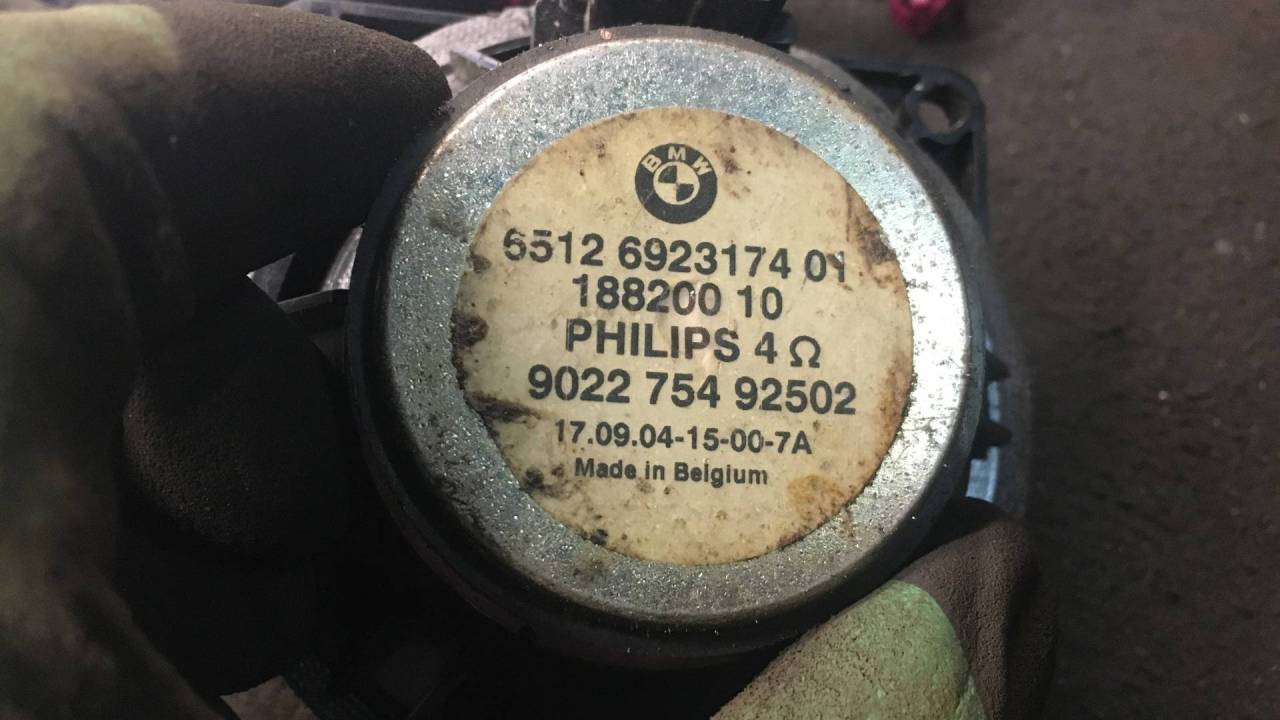 BMW
6512 6923174 01
188200 10
PHILIPS 4 Ω
9022 754 92502
17.09.04-15-00-7A
Made in Belgium